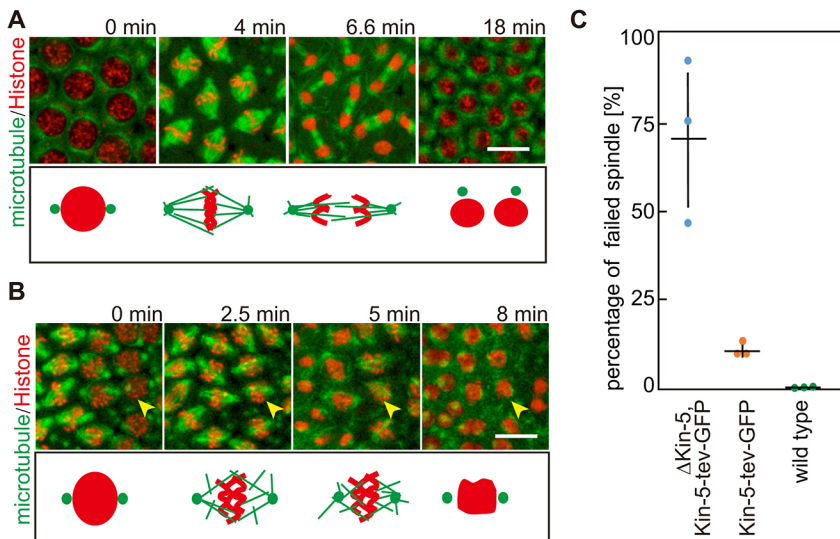 A
microtubule/Histone
0 min
4 min
6.6 min
18 min
B
microtubule/Histone
0 min
2.5 min
5 min
8 min
C
percentage of failed spindle [%]
100
75
50
25
0
ΔKin-5,
Kin-5-tev-GFP
Kin-5-tev-GFP
wild type